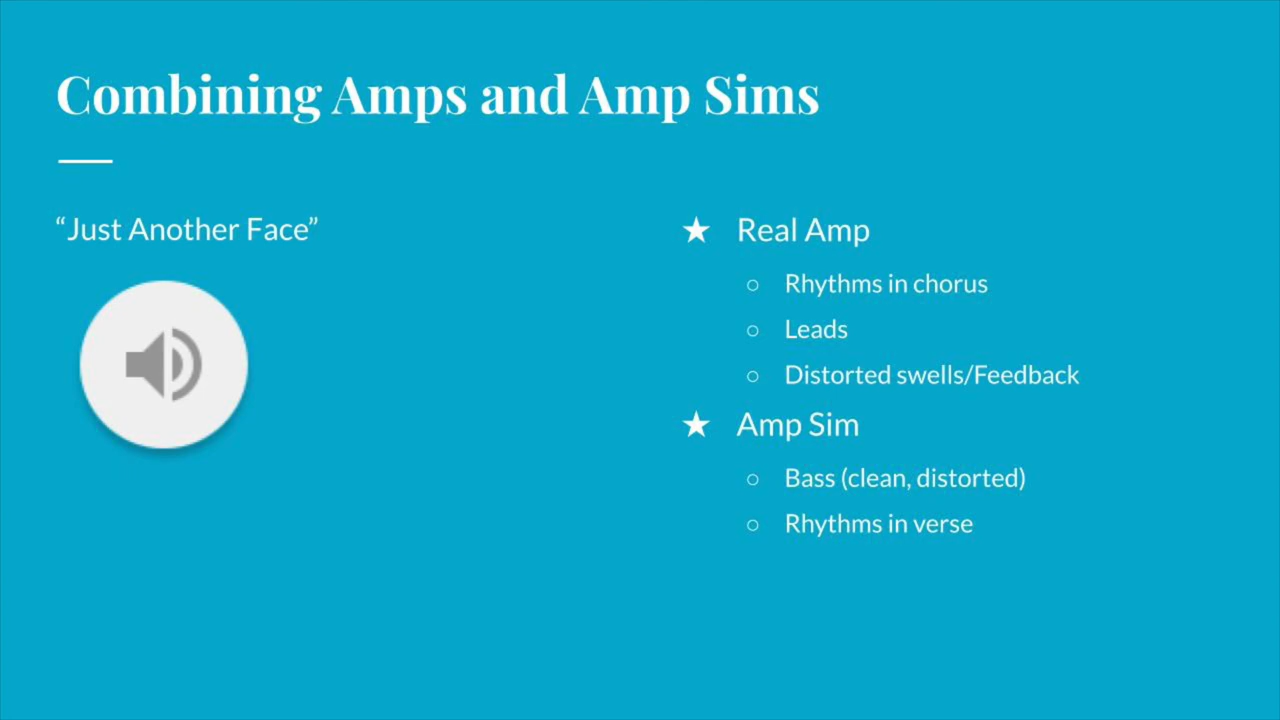 Combining Amps and Amp Sims
“Just Another Face”
★ Real Amp
○ Rhythms in chorus
○ Leads
○ Distorted swells/Feedback
★ Amp Sim
○ Bass (clean, distorted)
○ Rhythms in verse